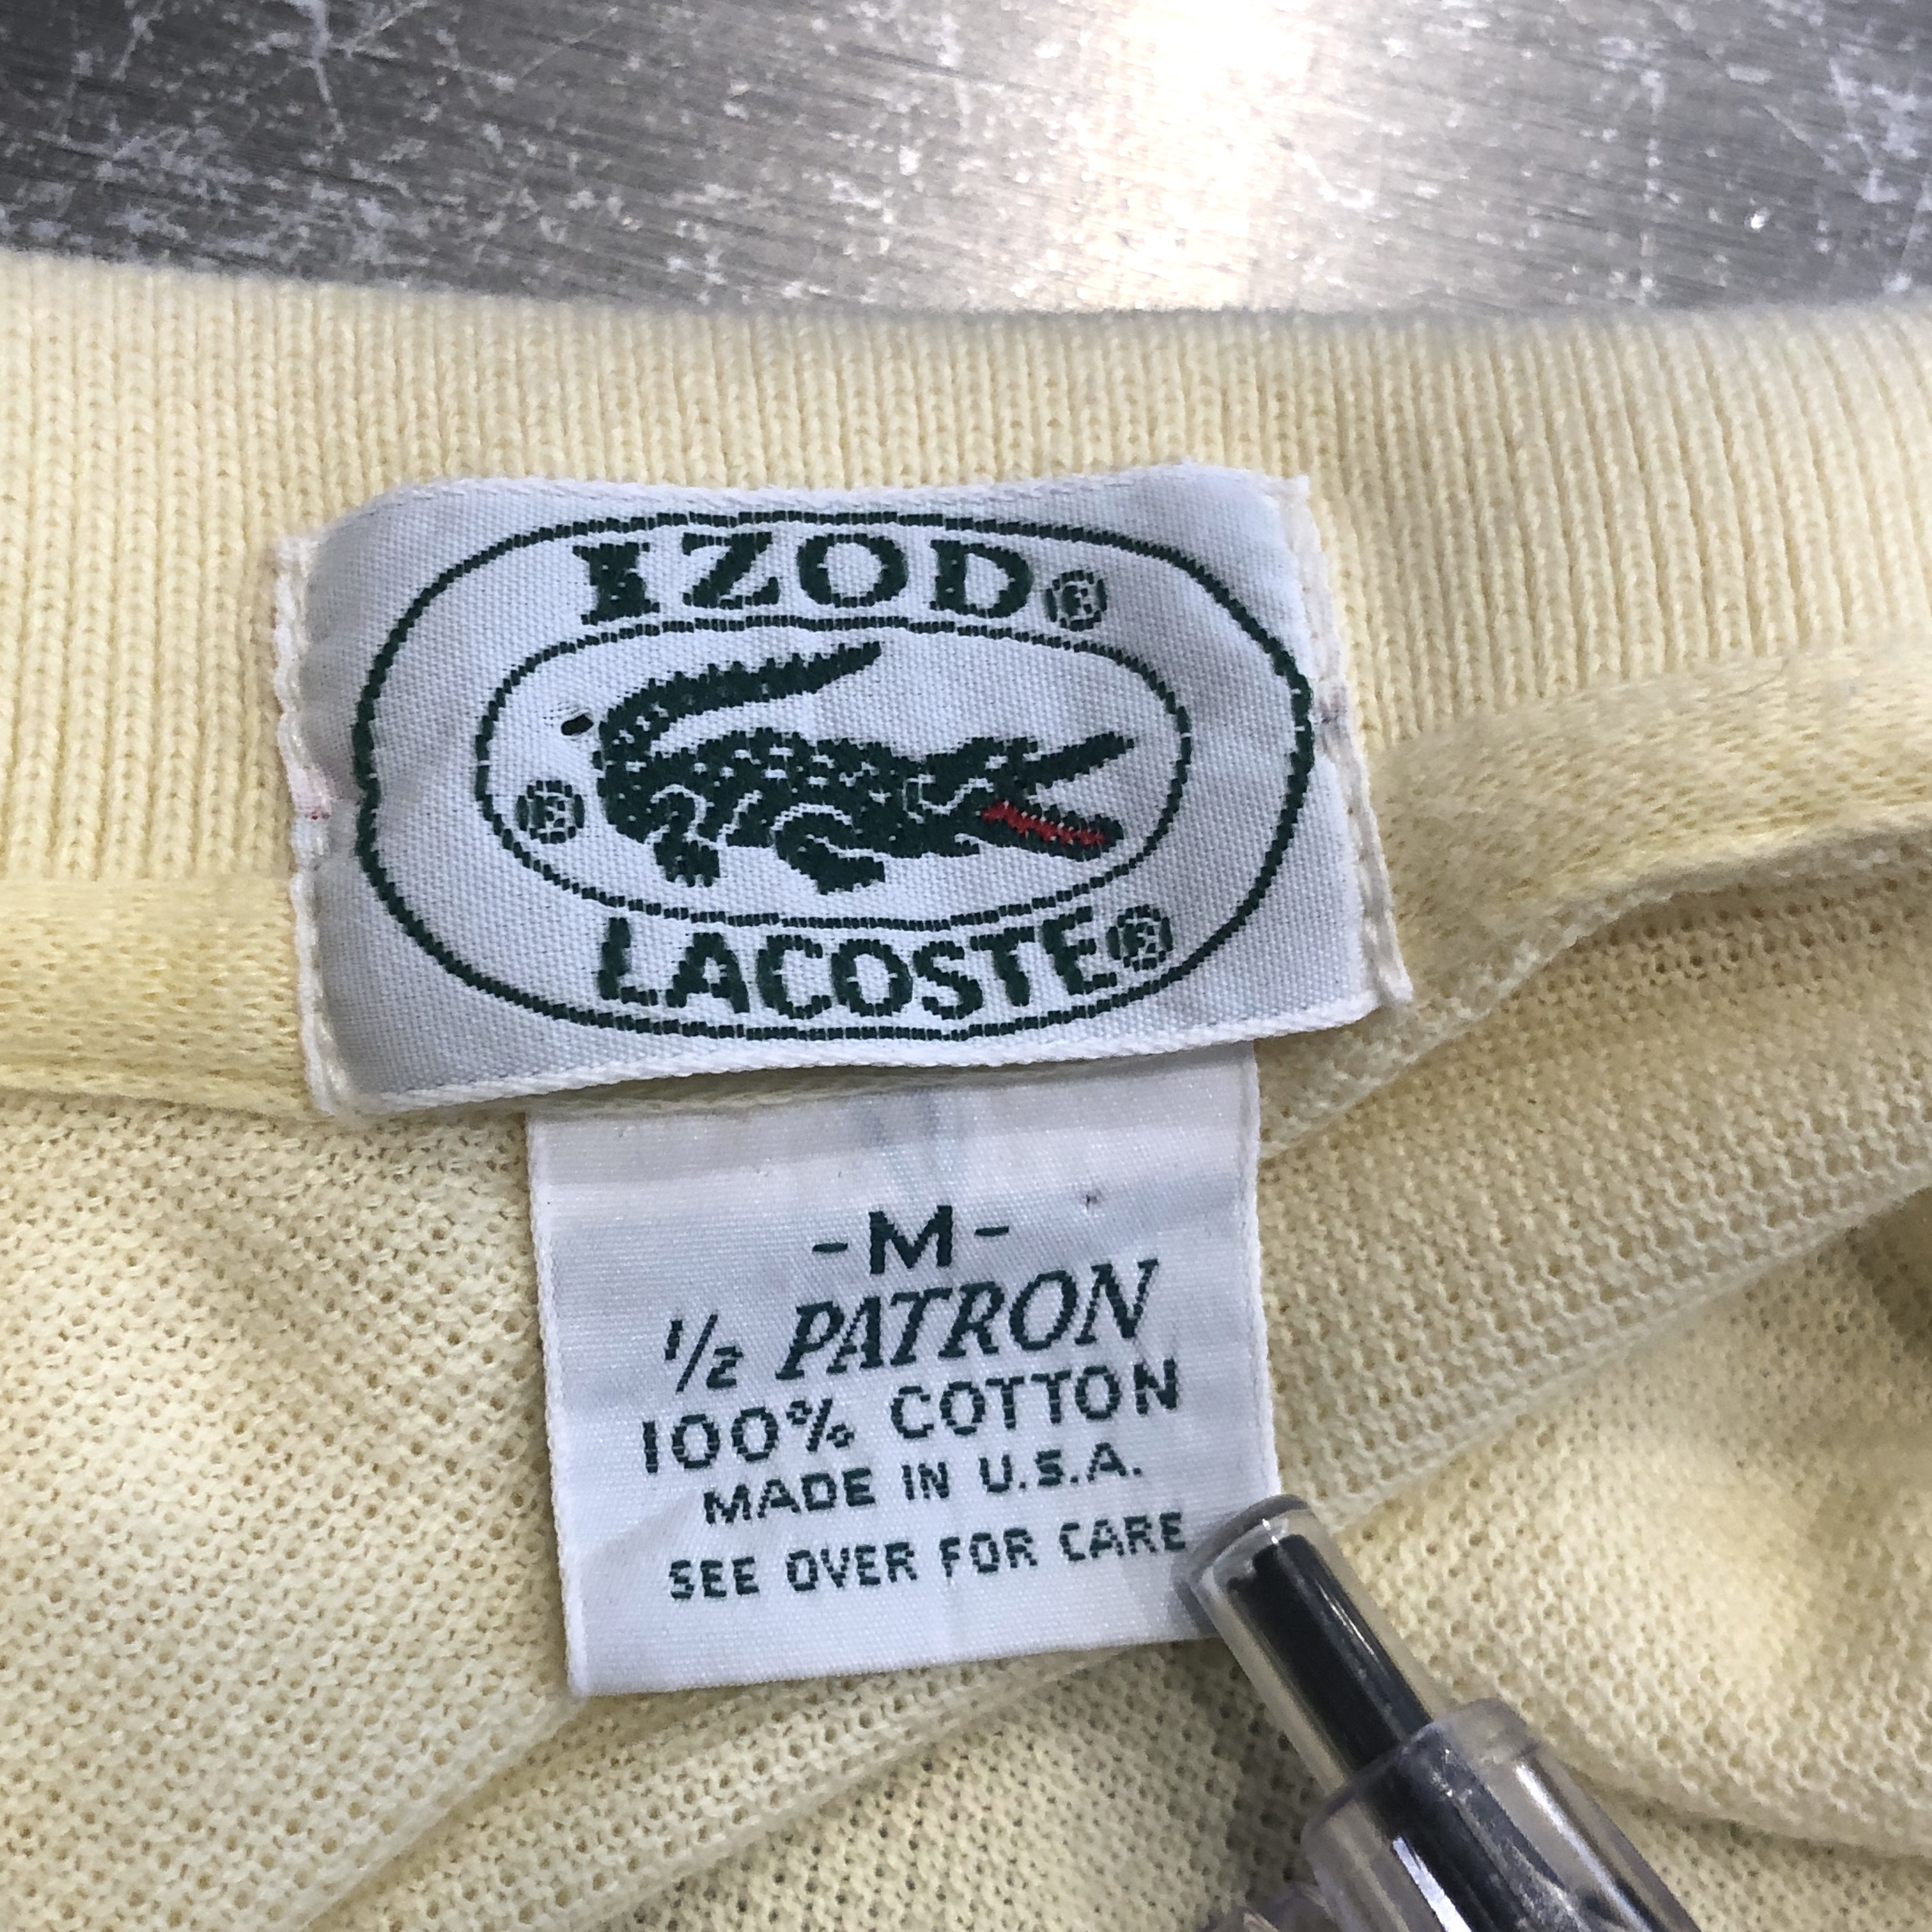 IZOD®
®
LACOSTE®
-M-
1/2 PATRON
100% COTTON
MADE IN U.S.A.
SEE OVER FOR CARE